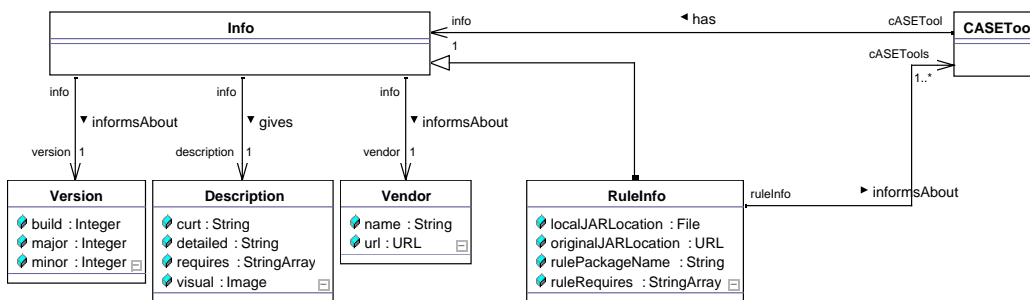 Info
info
◄ has
cASETool
CASETool
1
cASETools
1..*
info
info
info
▼ informsAbout
▼ gives
▼ informsAbout
version 1
description 1
vendor 1
Version
build : Integer
major : Integer
minor : Integer
Description
curt : String
detailed : String
requires : StringArray
visual : Image
Vendor
name : String
url : URL
RuleInfo
localJARLocation : File
originalJARLocation : URL
rulePackageName : String
ruleRequires : StringArray
ruleInfo
► informsAbout